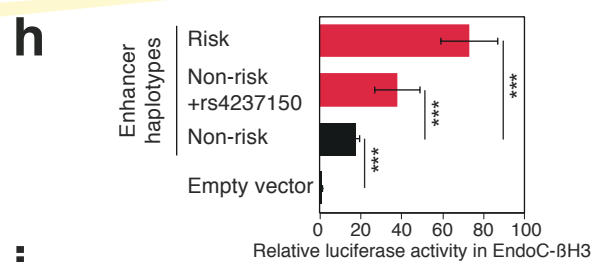 h
Enhancer
haplotypes
Risk
Non-risk
+rs4237150
Non-risk
Empty vector
***
***
***
0 20 40 60 80 100
Relative luciferase activity in EndoC-ßH3